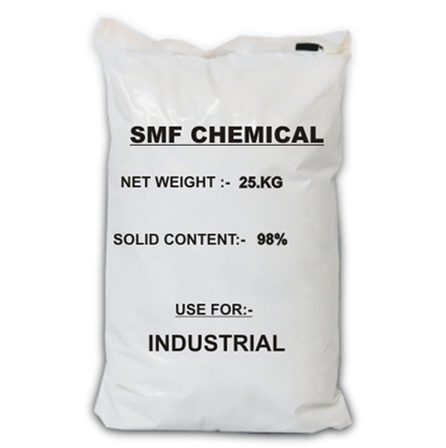 SMF CHEMICAL
NET WEIGHT :- 25.KG
SOLID CONTENT:- 98%
USE FOR:-
INDUSTRIAL